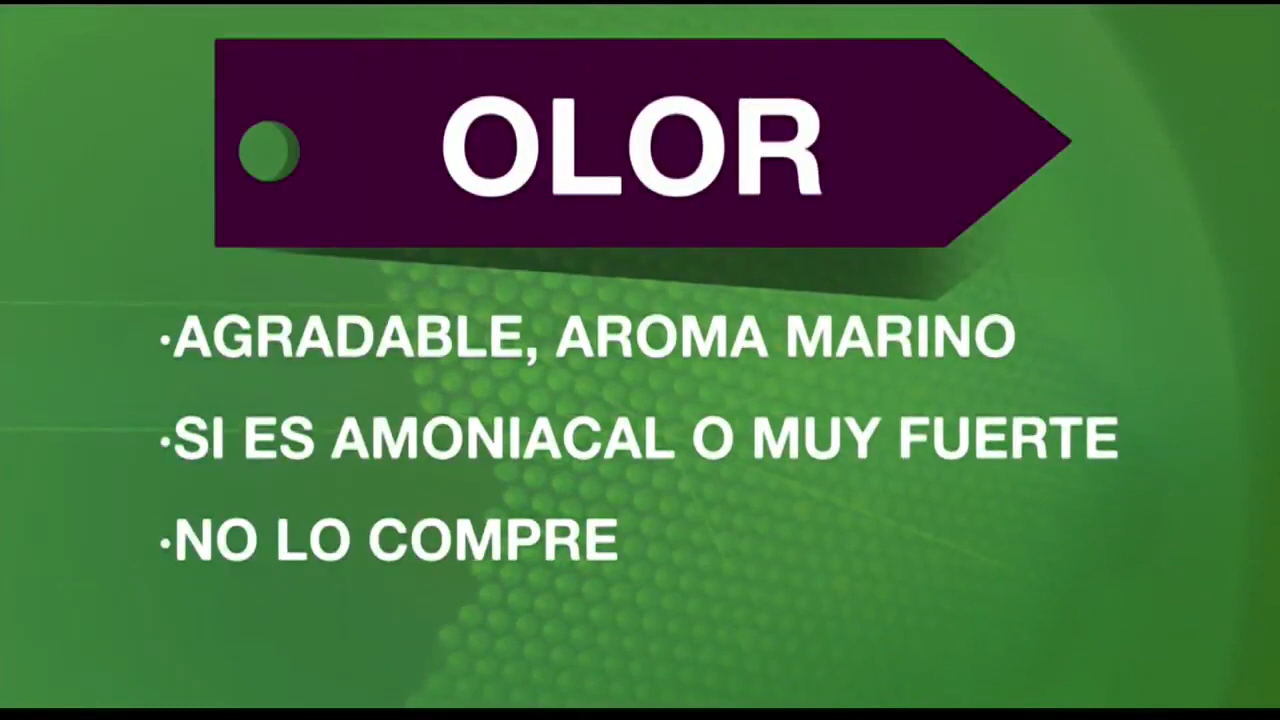 OLOR
·AGRADABLE, AROMA MARINO
·SI ES AMONIACAL O MUY FUERTE
·NO LO COMPRE